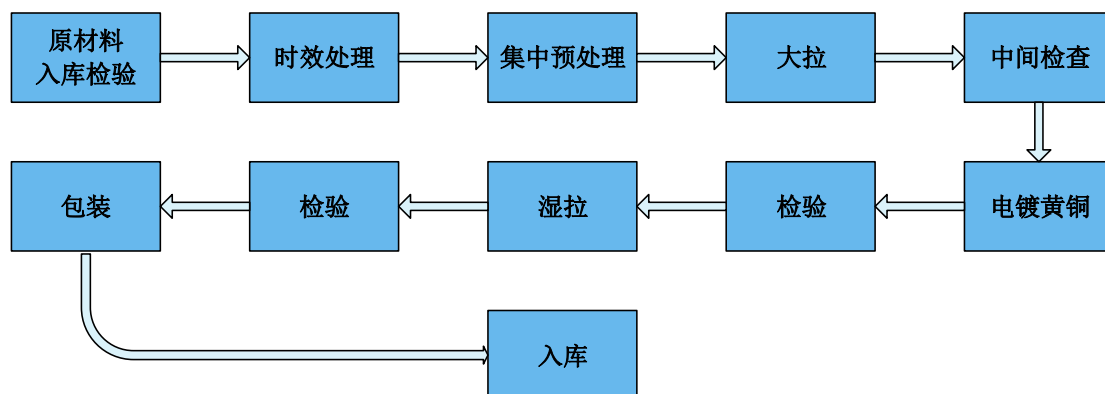 原材料
入库检验
时效处理
集中预处理
大拉
中间检查
电镀黄铜
检验
湿拉
检验
包装
入库